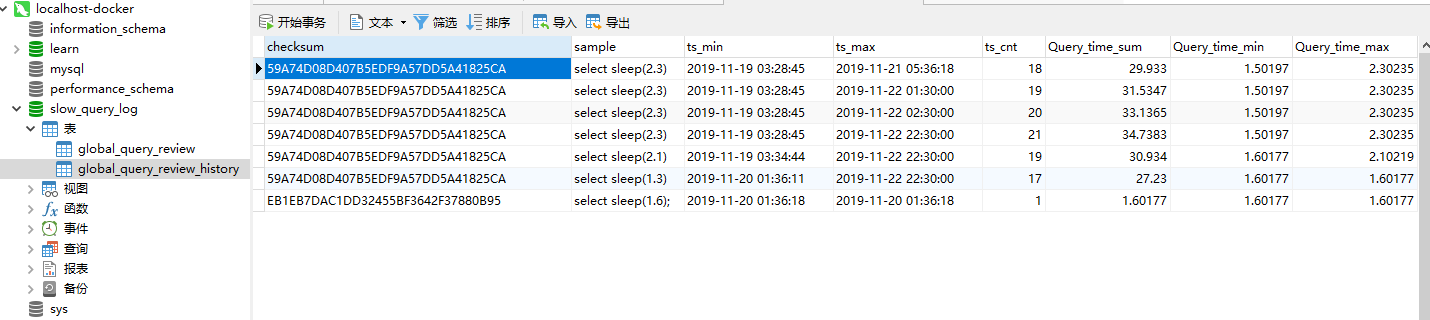 localhost-docker
information_schema
learn
mysql
performance_schema
slow_query_log
表
global_query_review
global_query_review_history
视图
函数
事件
查询
报表
备份
sys
开始事务 文本 筛选 排序 导入 导出
checksum sample ts_min ts_max ts_cnt Query_time_sum Query_time_min Query_time_max
59A74D08D407B5EDF9A57DD5A41825CA select sleep(2.3) 2019-11-19 03:28:45 2019-11-21 05:36:18 18 29.933 1.50197 2.30235
59A74D08D407B5EDF9A57DD5A41825CA select sleep(2.3) 2019-11-19 03:28:45 2019-11-22 01:30:00 19 31.5347 1.50197 2.30235
59A74D08D407B5EDF9A57DD5A41825CA select sleep(2.3) 2019-11-19 03:28:45 2019-11-22 02:30:00 20 33.1365 1.50197 2.30235
59A74D08D407B5EDF9A57DD5A41825CA select sleep(2.3) 2019-11-19 03:28:45 2019-11-22 22:30:00 21 34.7383 1.50197 2.30235
59A74D08D407B5EDF9A57DD5A41825CA select sleep(2.1) 2019-11-19 03:34:44 2019-11-22 22:30:00 19 30.934 1.60177 2.10219
59A74D08D407B5EDF9A57DD5A41825CA select sleep(1.3) 2019-11-20 01:36:11 2019-11-22 22:30:00 17 27.23 1.60177 1.60177
EB1EB7DAC1DD32455BF3642F37880B95 select sleep(1.6); 2019-11-20 01:36:18 2019-11-20 01:36:18 1 1.60177 1.60177 1.60177